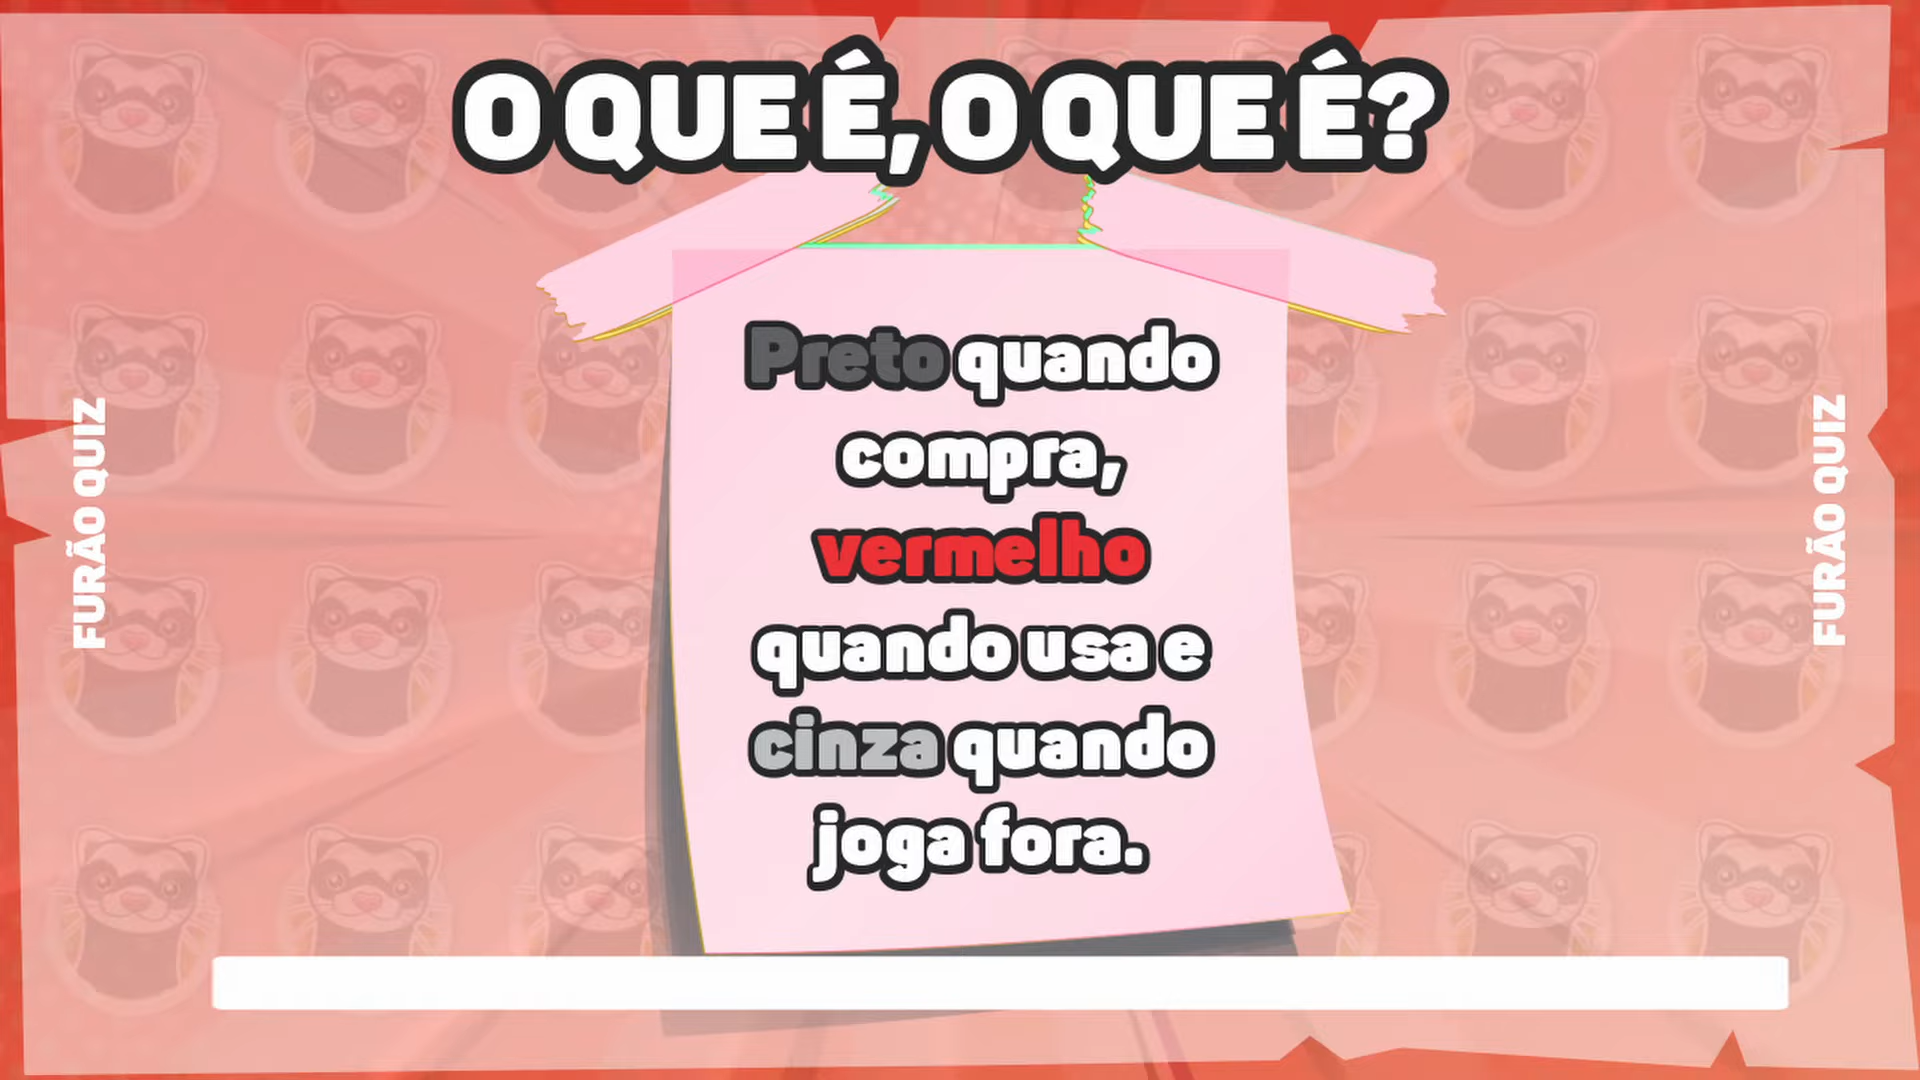 O QUE É, O QUE É?
Preto quando
compra,
vermelho
quando usa e
cinza quando
joga fora.
FURÃO QUIZ
FURÃO QUIZ